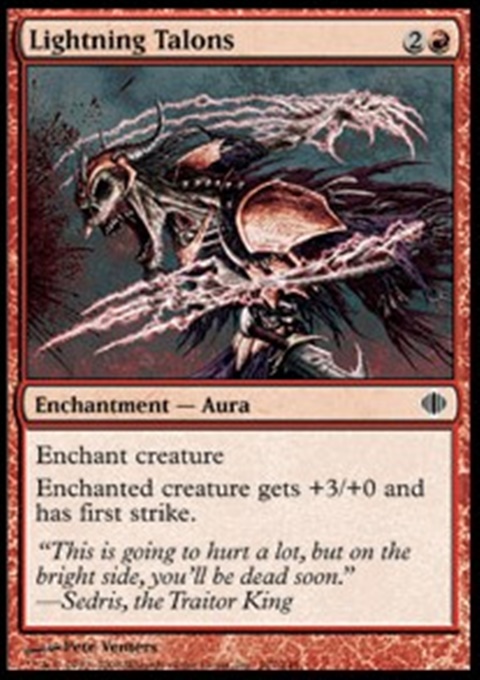 Lightning Talons 2
Enchantment — Aura
Enchant creature
Enchanted creature gets +3/+0 and
has first strike.
“This is going to hurt a lot, but on the
bright side, you’ll be dead soon.”
—Sedris, the Traitor King
Pete Venters